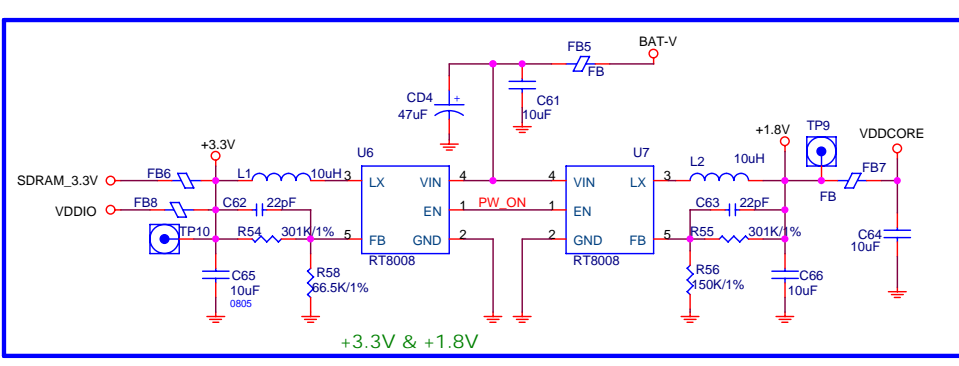 BAT-V
FB5
FB
CD4
47uF
+
C61
10uF
+3.3V
U6
U7
+1.8V
TP9
VDDCORE
SDRAM_3.3V
FB6
L1
10uH
3
LX
VIN
4
4
VIN
LX
3
L2
10uH
FB7
FB
VDDIO
FB8
C62
22pF
EN
1
PW_ON
1
EN
C63
22pF
TP10
R54
301K/1%
5
FB
GND
2
2
GND
FB
5
R55
301K/1%
C64
10uF
RT8008
RT8008
C65
10uF
0805
R58
66.5K/1%
R56
150K/1%
C66
10uF
+3.3V & +1.8V